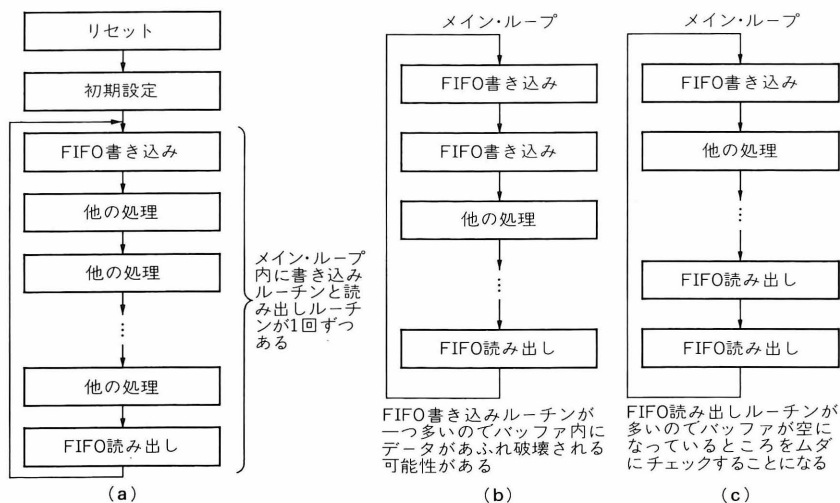 リセット
初期設定
FIFO書き込み
他の処理
他の処理
⋮
他の処理
FIFO読み出し
メイン・ループ
内に書き込み
ルーチンと読
み出しルーチ
ンが1回ずつ
ある
(a)
メイン・ループ
FIFO書き込み
FIFO書き込み
他の処理
⋮
FIFO読み出し
FIFO書き込みルーチンが
一つ多いのでバッファ内に
データがあふれ破壊される
可能性がある
(b)
メイン・ループ
FIFO書き込み
他の処理
⋮
FIFO読み出し
FIFO読み出し
FIFO読み出しルーチンが
多いのでバッファが空に
なっているところをムダ
にチェックすることになる
(c)